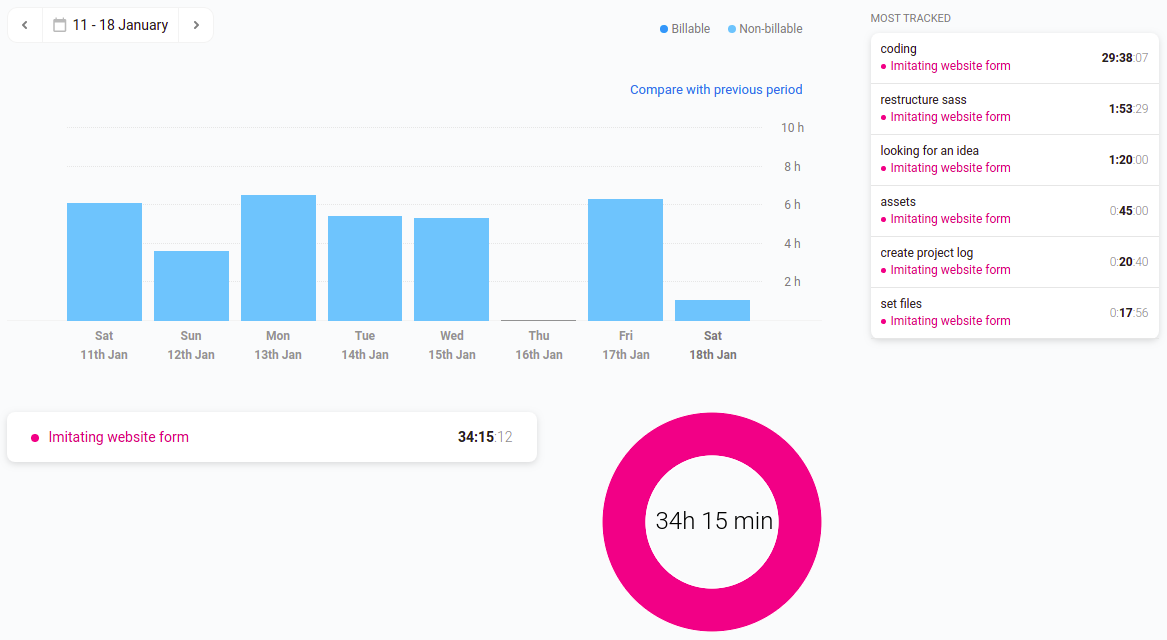 11 - 18 January
Billable Non-billable
Compare with previous period
10 h
8 h
6 h
4 h
2 h
Sat Sun Mon Tue Wed Thu Fri Sat
11th Jan 12th Jan 13th Jan 14th Jan 15th Jan 16th Jan 17th Jan 18th Jan
MOST TRACKED
coding
Imitating website form 29:38:07
restructure sass
Imitating website form 1:53:29
looking for an idea
Imitating website form 1:20:00
assets
Imitating website form 0:45:00
create project log
Imitating website form 0:20:40
set files
Imitating website form 0:17:56
Imitating website form 34:15:12
34h 15 min